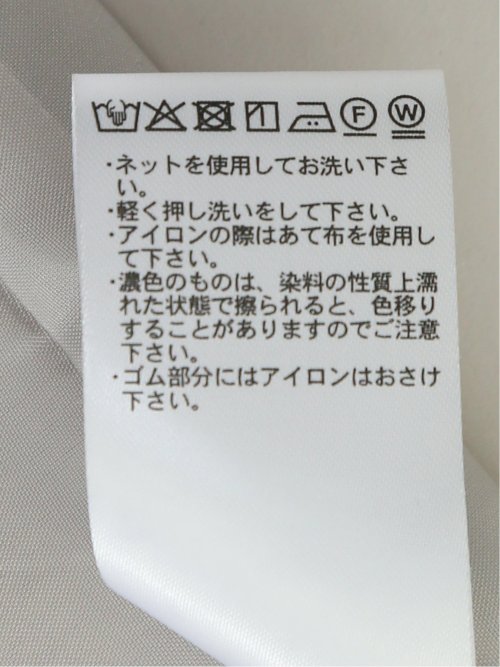 F W
・ネットを使用してお洗い下さ
い。
・軽く押し洗いをして下さい。
・アイロンの際はあて布を使用し
て下さい。
・濃色のものは、染料の性質上濡
れた状態で擦られると、色移り
することがありますのでご注意
下さい。
・ゴム部分にはアイロンはおさけ
下さい。